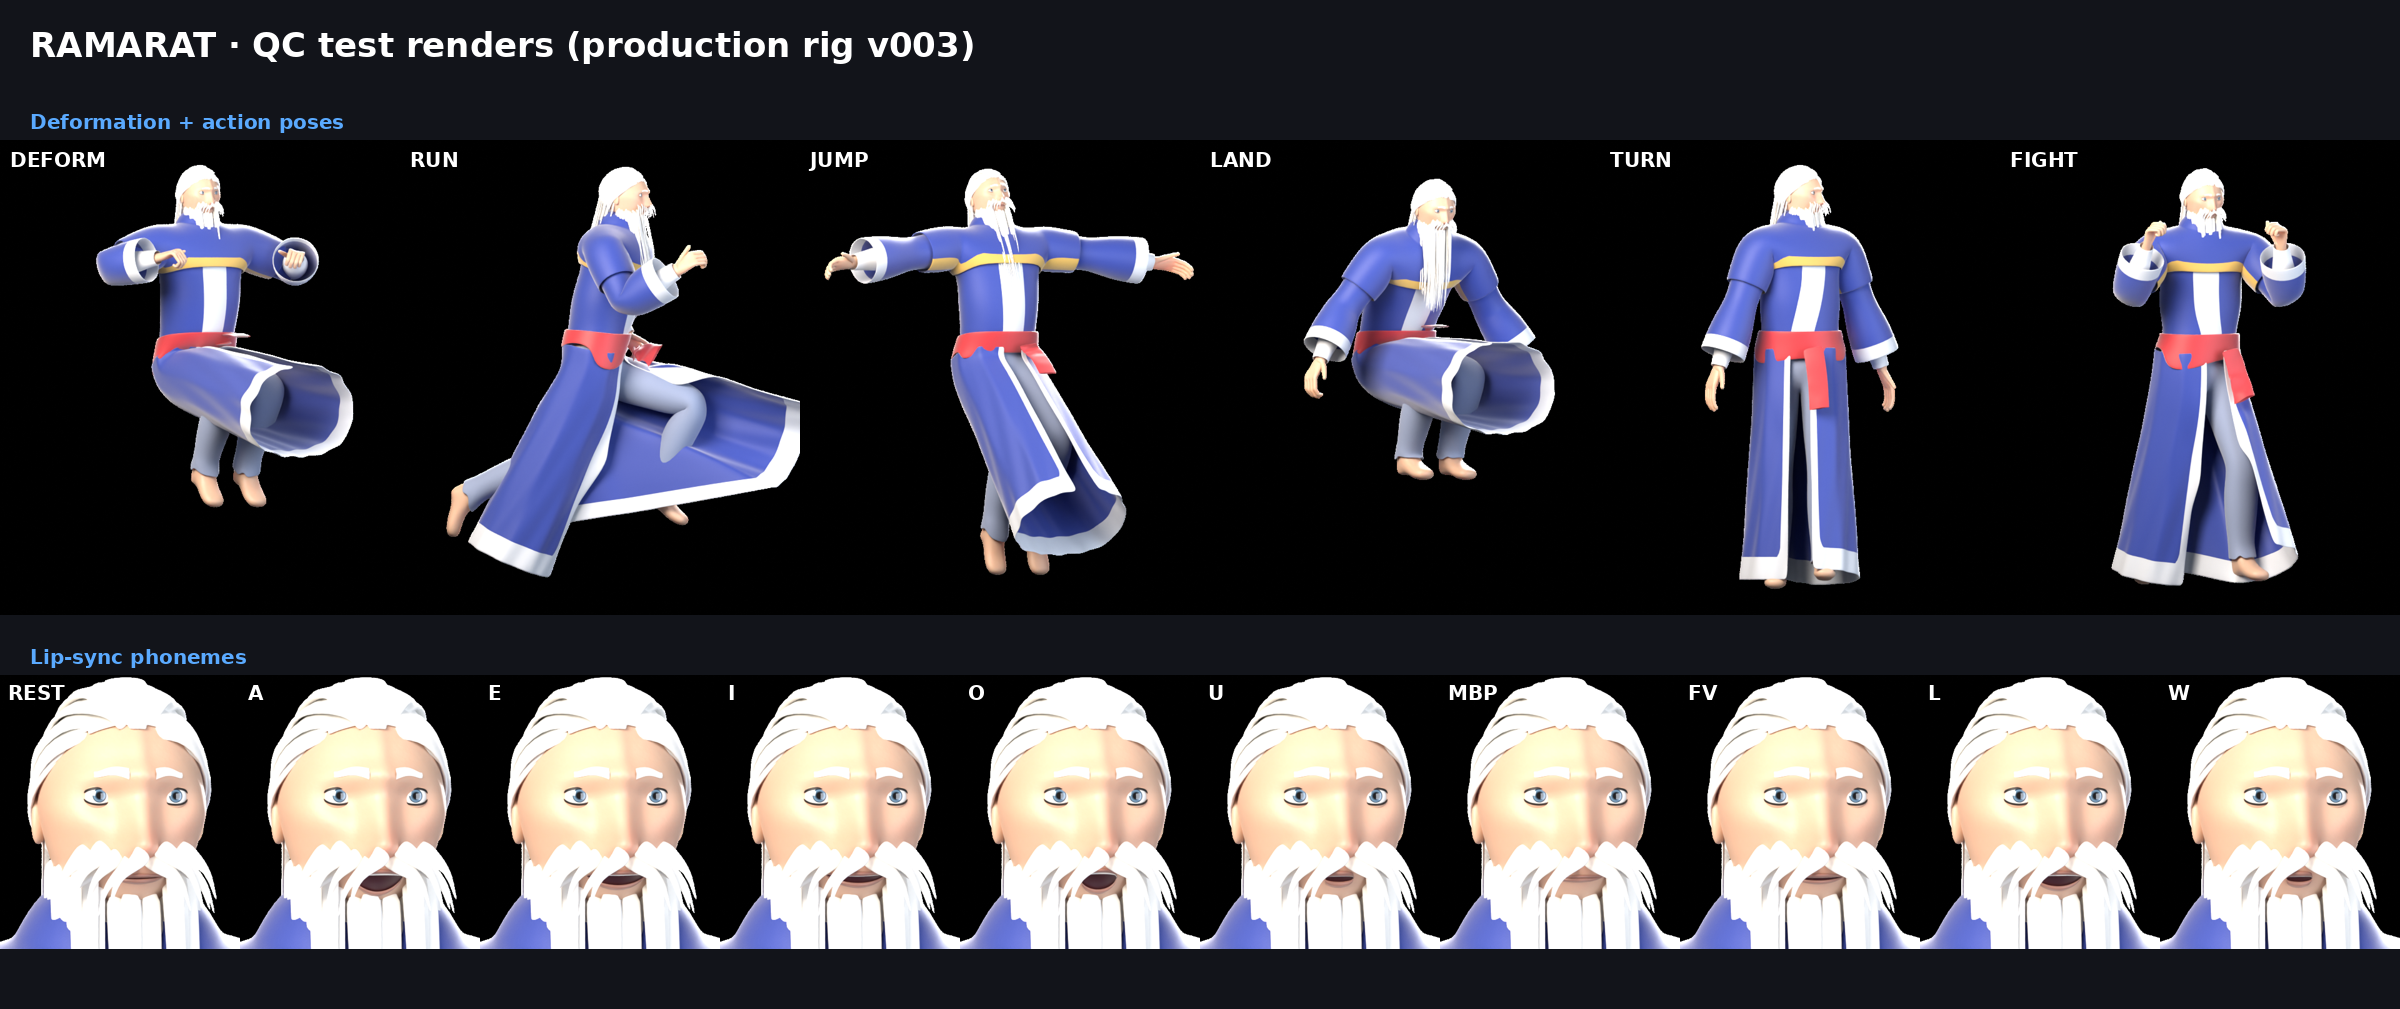 RAMARAT · QC test renders (production rig v003)
Deformation + action poses
DEFORM RUN JUMP LAND TURN FIGHT
Lip-sync phonemes
REST A E I O U MBP FV L W